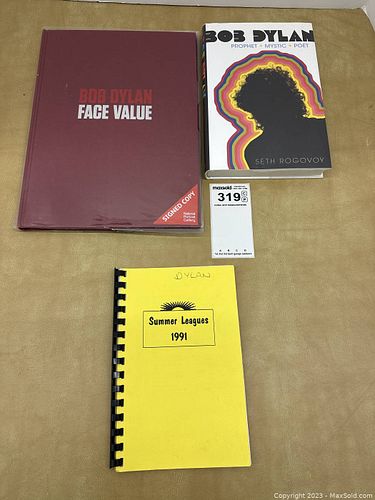 BOB DYLAN
FACE VALUE
SIGNED COPY
National
Portrait
Gallery
BOB DYLAN
PROPHET • MYSTIC • POET
SETH ROGOVOY
maxsold
319
DYLAN
Summer Leagues
1991
Copyright 2023 - MaxSold.com